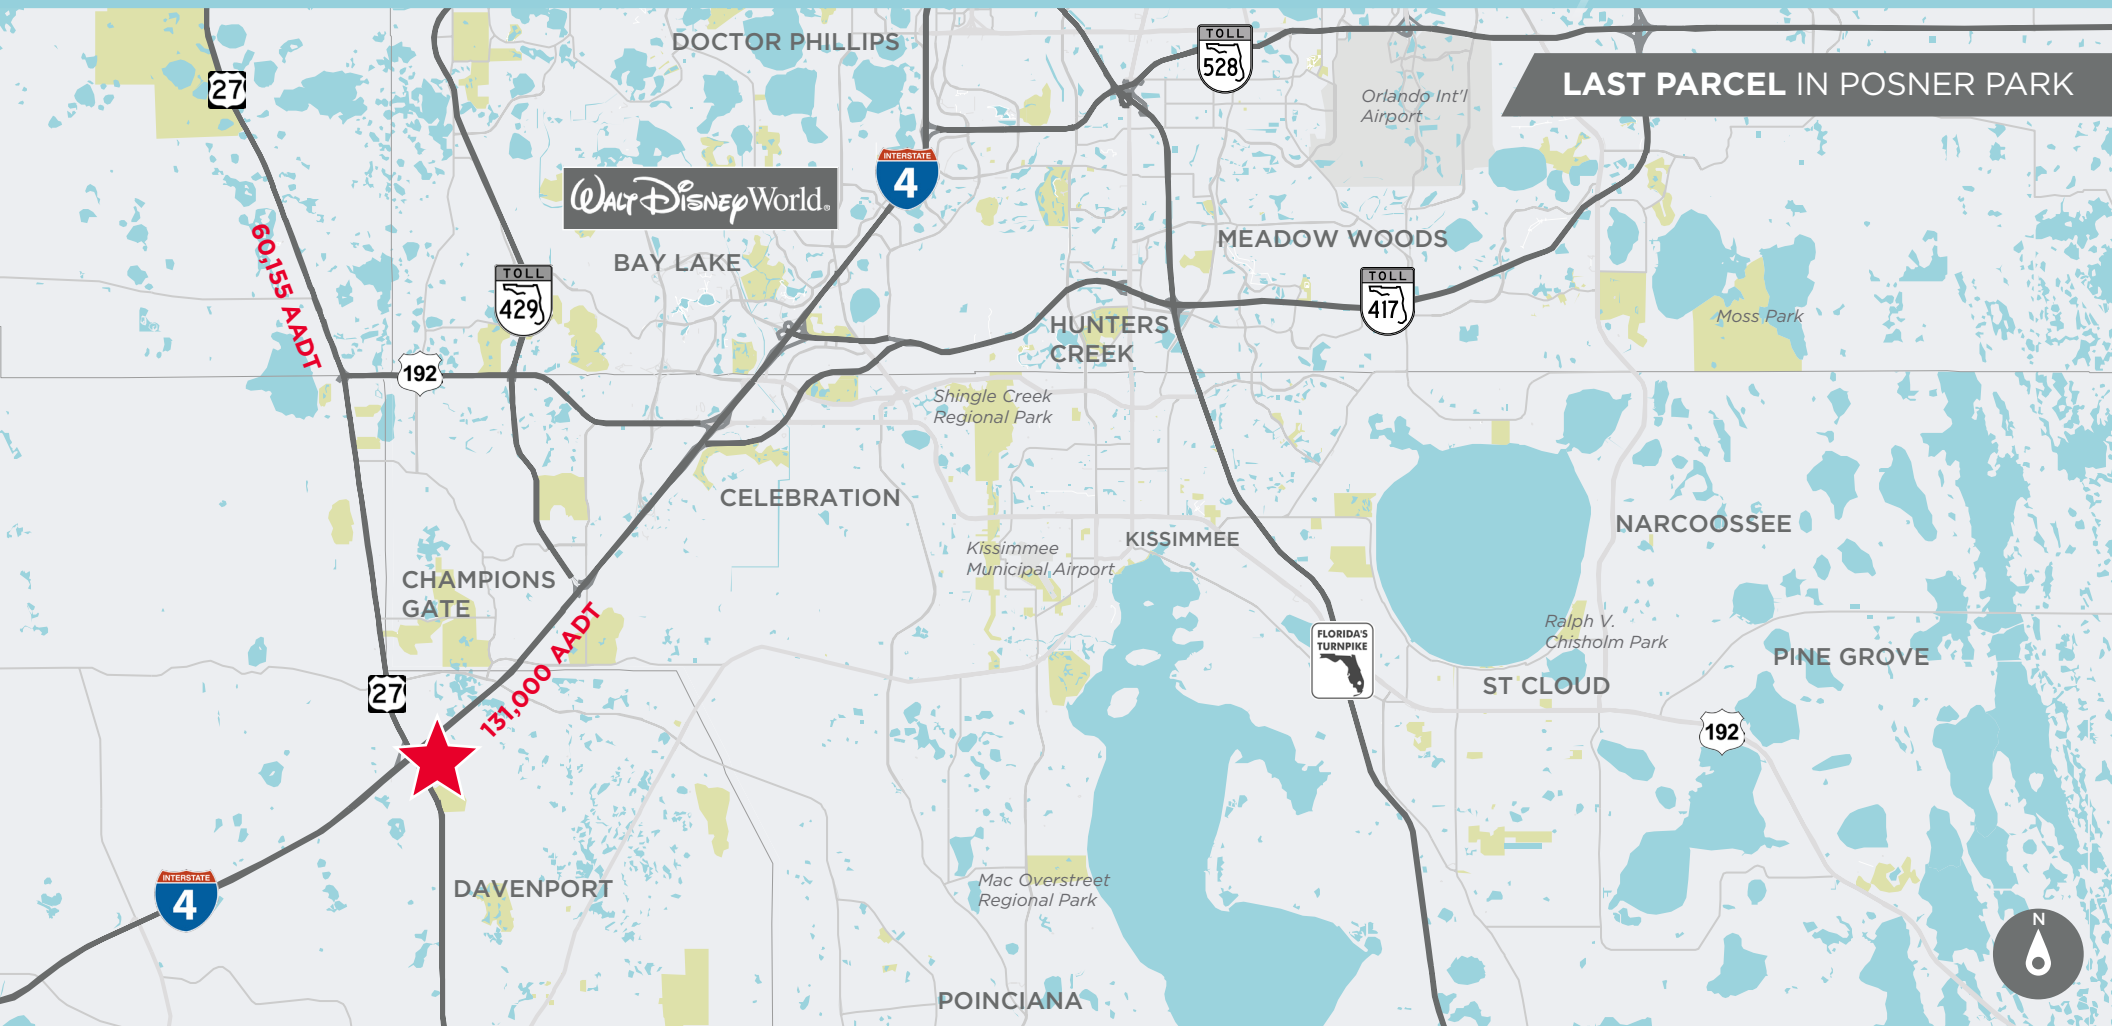 DOCTOR PHILLIPS
TOLL
528
27
LAST PARCEL IN POSNER PARK
Orlando Int'l
Airport
INTERSTATE
4
Walt Disney World®
60,155 AADT
BAY LAKE
MEADOW WOODS
TOLL
429
TOLL
417
HUNTERS
CREEK
Moss Park
192
Shingle Creek
Regional Park
CELEBRATION
NARCOOSSEE
KISSIMMEE
Kissimmee
Municipal Airport
CHAMPIONS
GATE
131,000 AADT
FLORIDA'S
TURNPIKE
Ralph V.
Chisholm Park
PINE GROVE
27
ST CLOUD
192
INTERSTATE
4
DAVENPORT
Mac Overstreet
Regional Park
N
POINCIANA